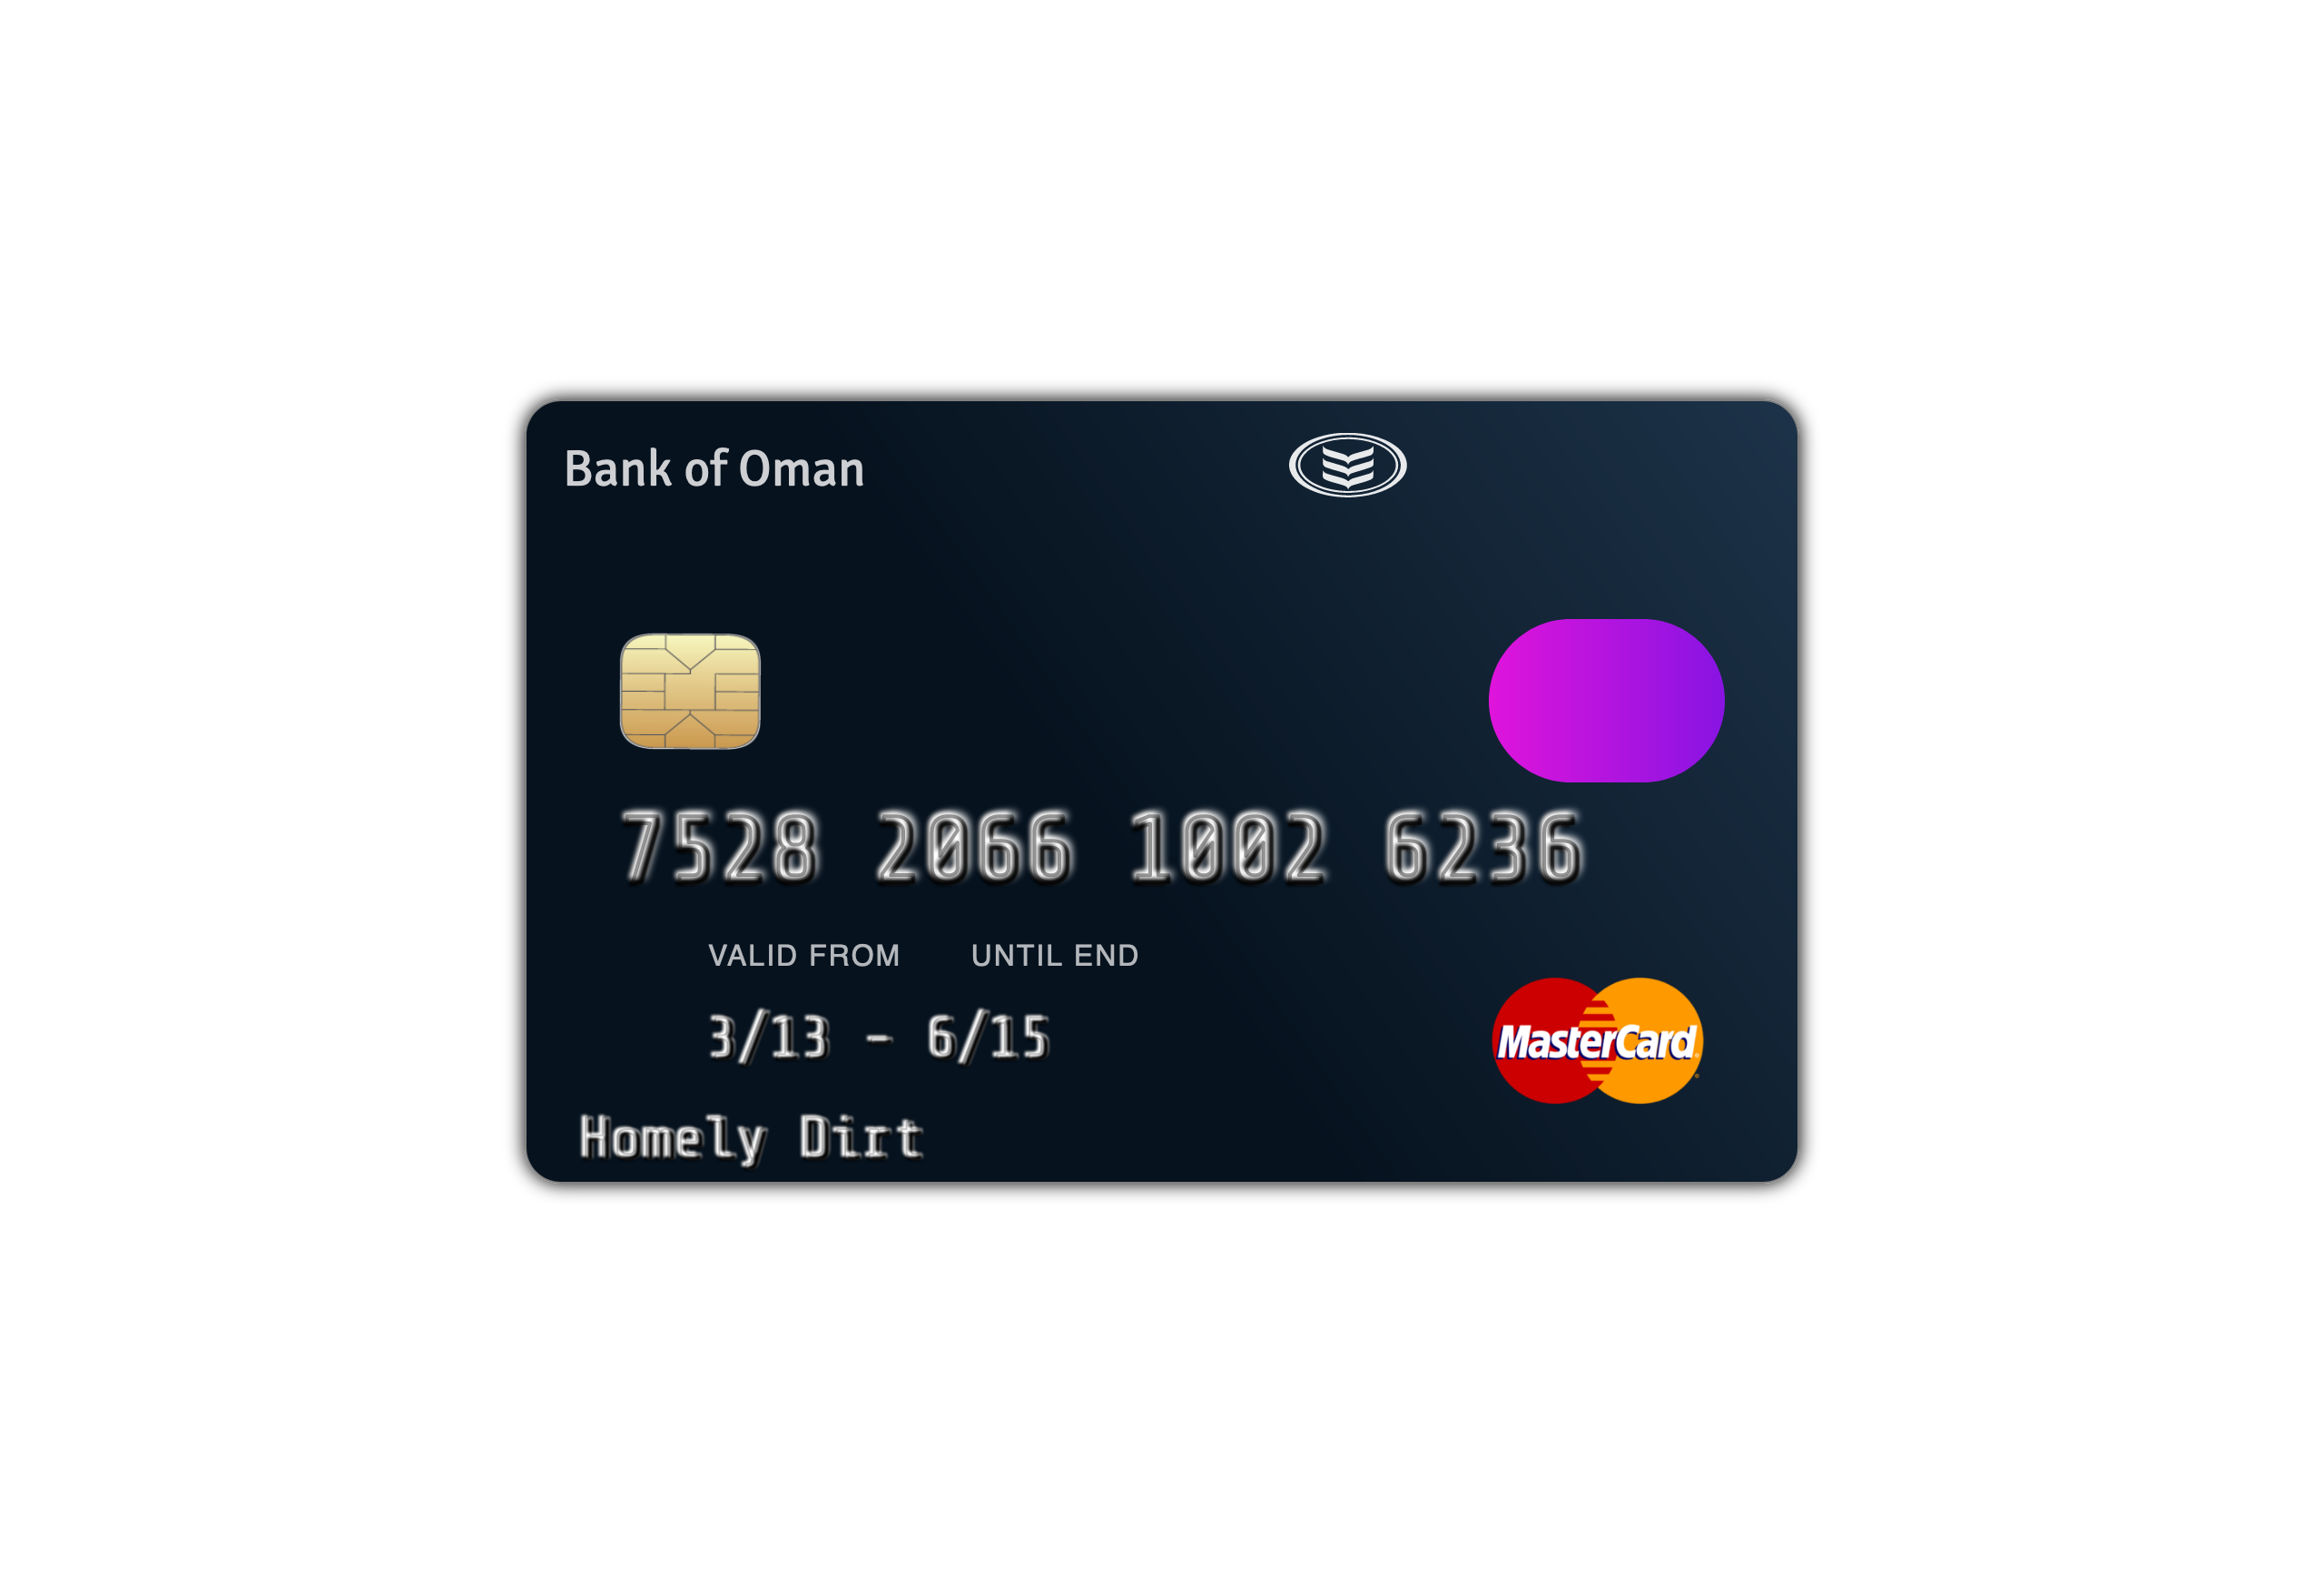 Bank of Oman
7528 2066 1002 6236
VALID FROM UNTIL END
3/13 - 6/15
MasterCard
Homely Dirt